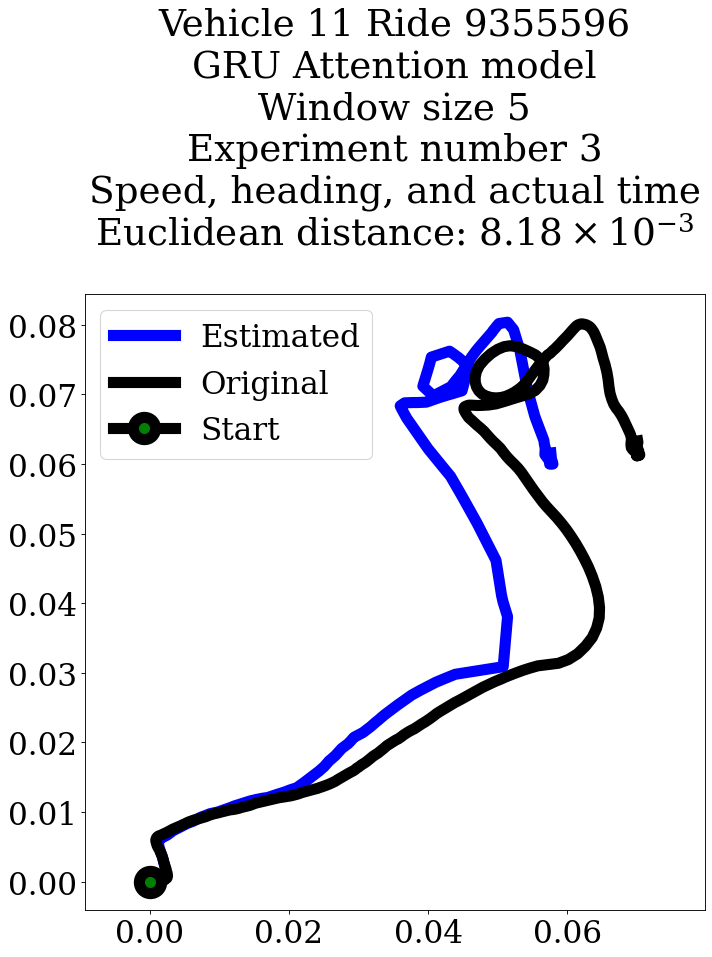 Vehicle 11 Ride 9355596
GRU Attention model
Window size 5
Experiment number 3
Speed, heading, and actual time
Euclidean distance: 8.18 × 10⁻³
Estimated
Original
Start
0.08
0.07
0.06
0.05
0.04
0.03
0.02
0.01
0.00
0.00 0.02 0.04 0.06